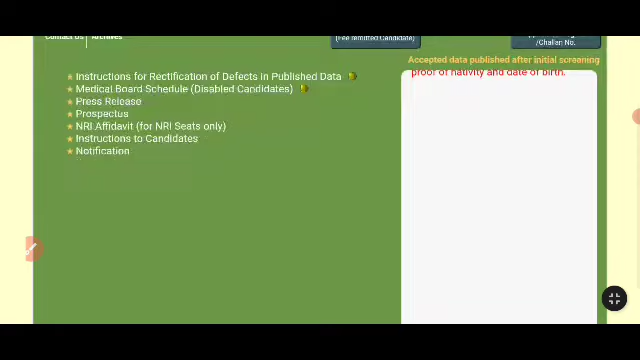 Contact Us Archives
(Fee remitted Candidate)
/Challan No.
Accepted data published after initial screening
proof of nativity and date of birth.
Instructions for Rectification of Defects in Published Data
Medical Board Schedule (Disabled Candidates)
Press Release
Prospectus
NRI Affidavit (for NRI Seats only)
Instructions to Candidates
Notification